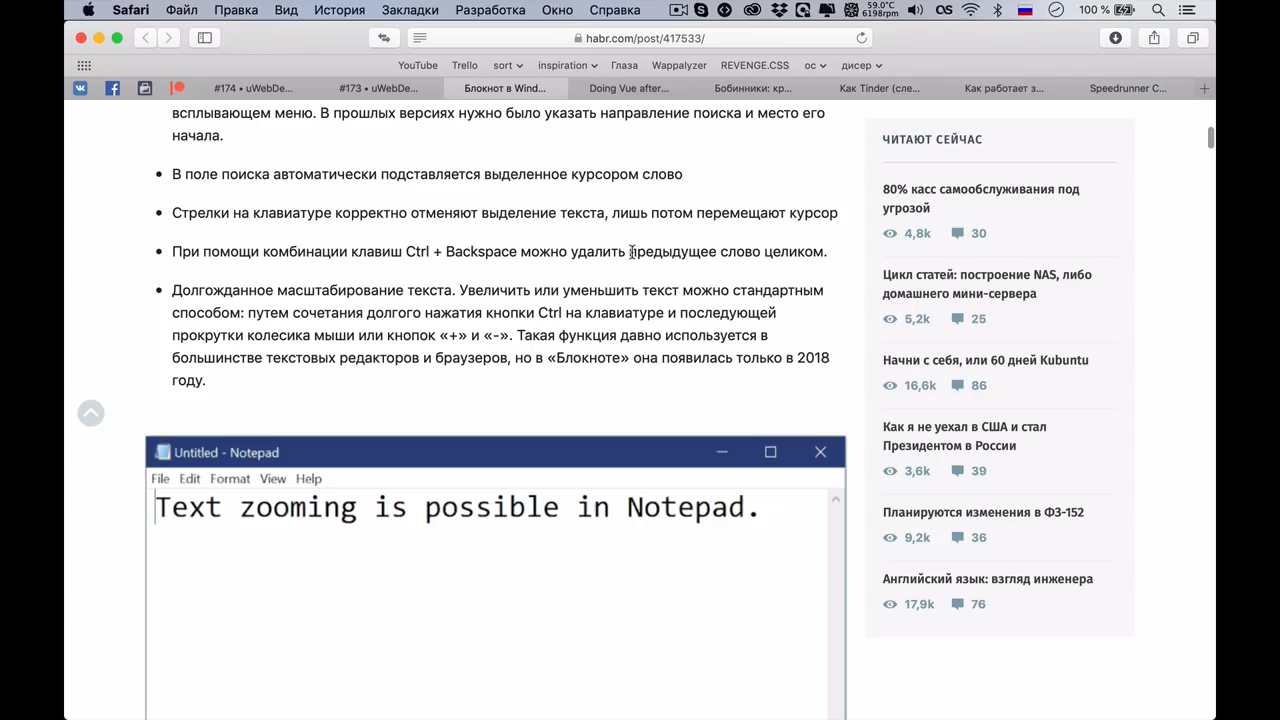 Safari Файл Правка Вид История Закладки Разработка Окно Справка 59.0°C 6198rpm 100 %
habr.com/post/417533/
YouTube Trello sort inspiration Глаза Wappalyzer REVENGE.CSS ос дисер
#174 • uWebDe... #173 • uWebDe... Блокнот в Wind... Doing Vue after... Бобинники: кр... Как Tinder (сле... Как работает з... Speedrunner C...
всплывающем меню. В прошлых версиях нужно было указать направление поиска и место его
начала.
В поле поиска автоматически подставляется выделенное курсором слово
Стрелки на клавиатуре корректно отменяют выделение текста, лишь потом перемещают курсор
При помощи комбинации клавиш Ctrl + Backspace можно удалить предыдущее слово целиком.
Долгожданное масштабирование текста. Увеличить или уменьшить текст можно стандартным
способом: путем сочетания долгого нажатия кнопки Ctrl на клавиатуре и последующей
прокрутки колесика мыши или кнопок «+» и «-». Такая функция давно используется в
большинстве текстовых редакторов и браузеров, но в «Блокноте» она появилась только в 2018
году.
Untitled - Notepad
File Edit Format View Help
Text zooming is possible in Notepad.
ЧИТАЮТ СЕЙЧАС
80% касс самообслуживания под
угрозой
4,8k 30
Цикл статей: построение NAS, либо
домашнего мини-сервера
5,2k 25
Начни с себя, или 60 дней Kubuntu
16,6k 86
Как я не уехал в США и стал
Президентом в России
3,6k 39
Планируются изменения в ФЗ-152
9,2k 36
Английский язык: взгляд инженера
17,9k 76